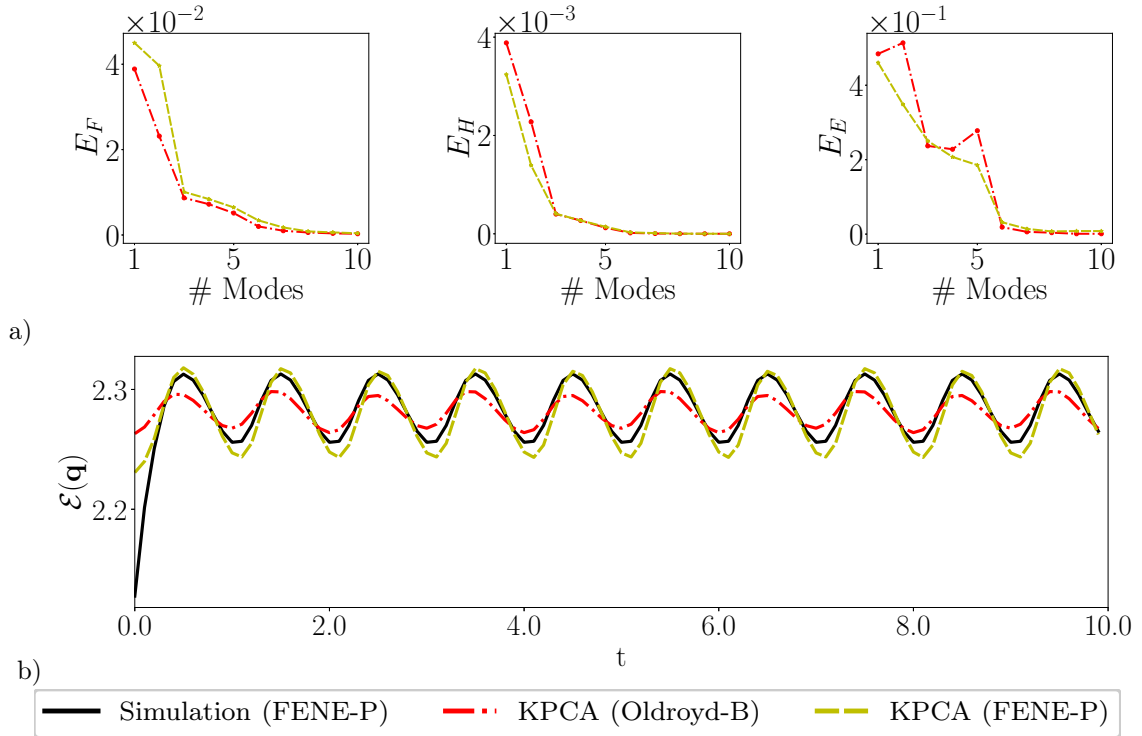 ×10⁻² ×10⁻³ ×10⁻¹
4 4 4
2 2 2
0 0 0
E_F E_H E_E
1 5 10 1 5 10 1 5 10
# Modes # Modes # Modes
a)
2.3
2.2
ℰ(q)
0.0 2.0 4.0 6.0 8.0 10.0
t
b)
Simulation (FENE-P) KPCA (Oldroyd-B) KPCA (FENE-P)